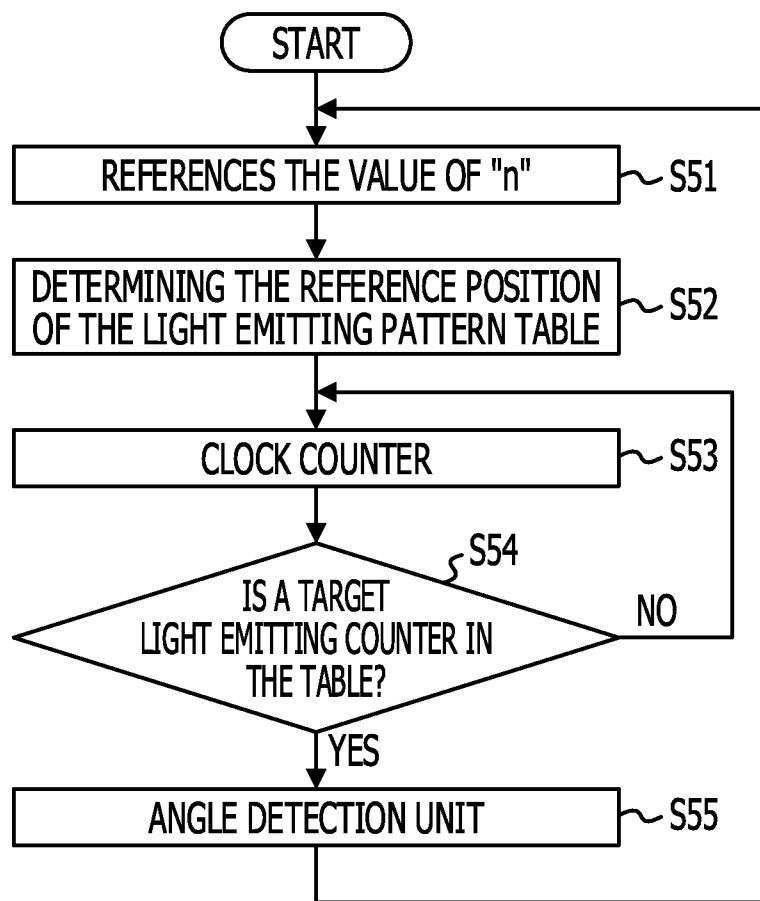 START
REFERENCES THE VALUE OF "n"
S51
DETERMINING THE REFERENCE POSITION
OF THE LIGHT EMITTING PATTERN TABLE
S52
CLOCK COUNTER
S53
S54
IS A TARGET
LIGHT EMITTING COUNTER IN
THE TABLE?
NO
YES
ANGLE DETECTION UNIT
S55